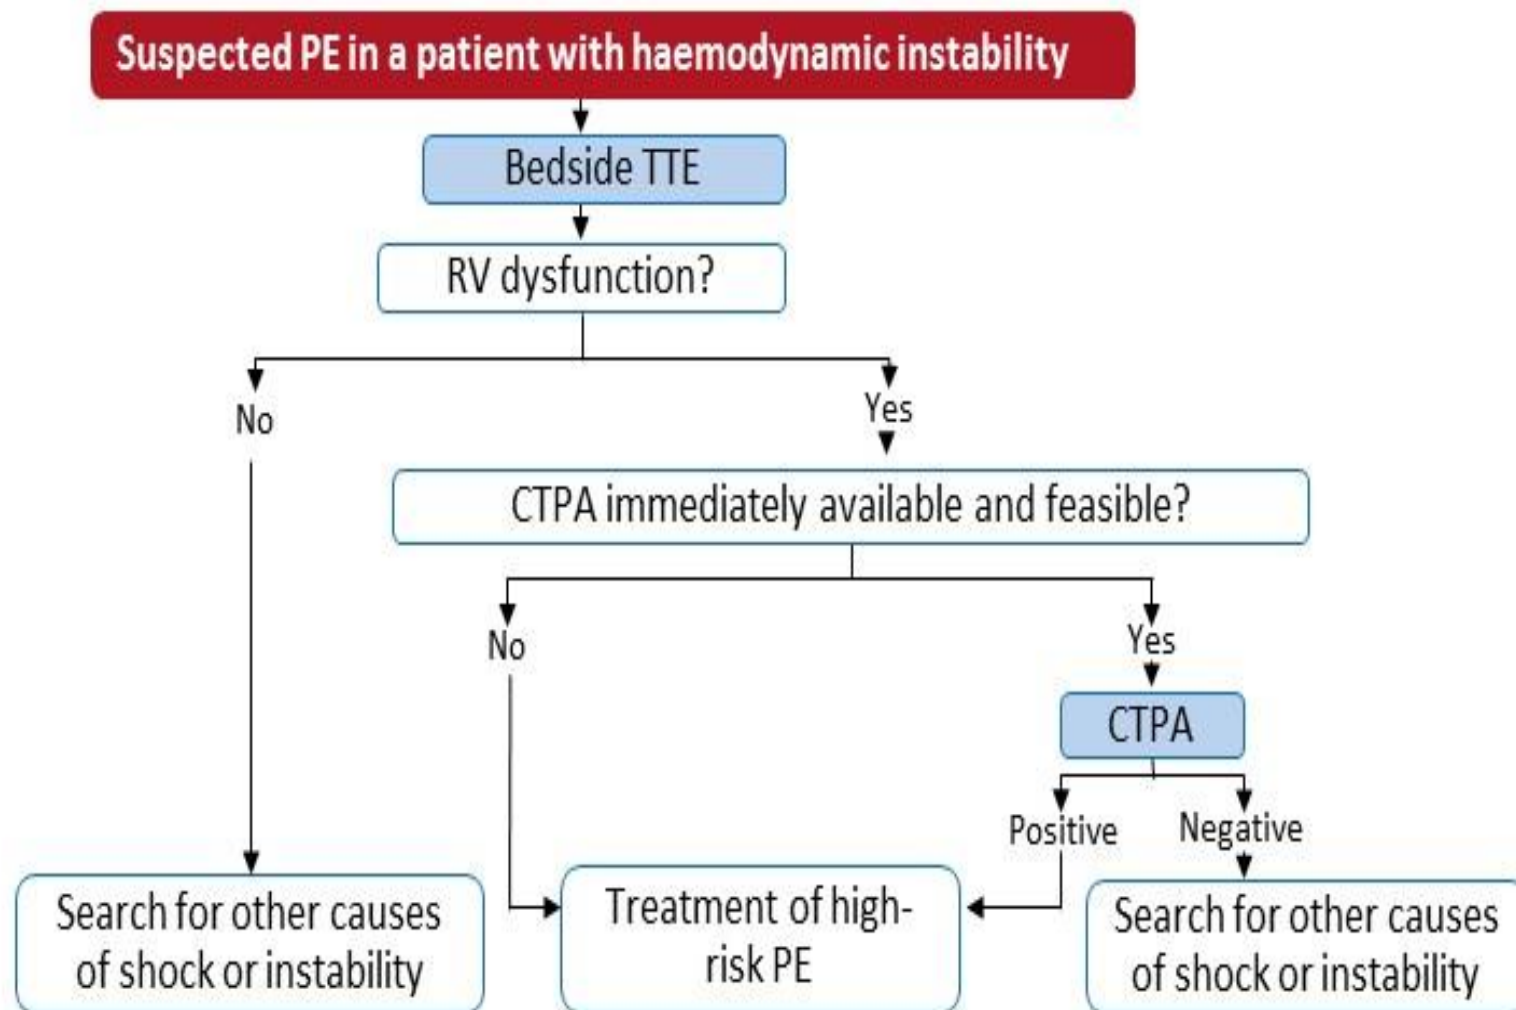 Suspected PE in a patient with haemodynamic instability
Bedside TTE
RV dysfunction?
No
Yes
CTPA immediately available and feasible?
No
Yes
CTPA
Positive
Negative
Search for other causes
of shock or instability
Treatment of high-
risk PE
Search for other causes
of shock or instability